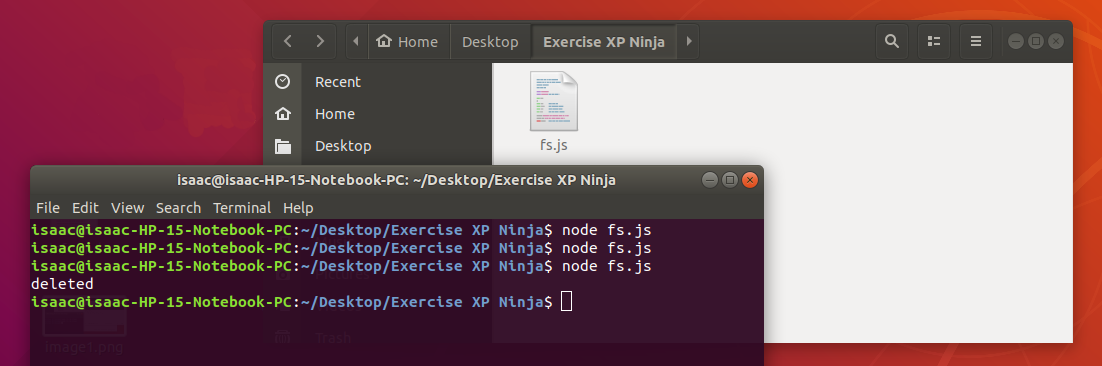 Home Desktop Exercise XP Ninja
Recent
Home
Desktop
fs.js
isaac@isaac-HP-15-Notebook-PC: ~/Desktop/Exercise XP Ninja
File Edit View Search Terminal Help
isaac@isaac-HP-15-Notebook-PC:~/Desktop/Exercise XP Ninja$ node fs.js
isaac@isaac-HP-15-Notebook-PC:~/Desktop/Exercise XP Ninja$ node fs.js
isaac@isaac-HP-15-Notebook-PC:~/Desktop/Exercise XP Ninja$ node fs.js
deleted
isaac@isaac-HP-15-Notebook-PC:~/Desktop/Exercise XP Ninja$
Trash
image1.png